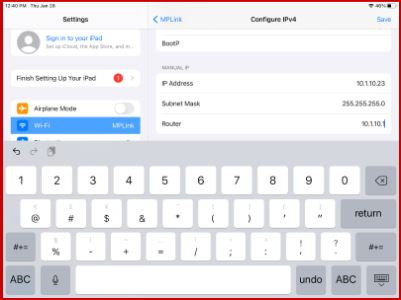 12:40 PM Thu Jan 28
46%
Settings
MPLink
Configure IPv4
Save
Sign in to your iPad
Set up iCloud, the App Store, and m...
BootP
Finish Setting Up Your iPad
1
MANUAL IP
IP Address 10.1.10.23
Airplane Mode
Subnet Mask 255.255.255.0
Wi-Fi MPLink
Router 10.1.10.1
1 2 3 4 5 6 7 8 9 0
@ # $ & * ( ) ' " return
#+= % - + = / ; : ! , ? . #+=
ABC undo ABC